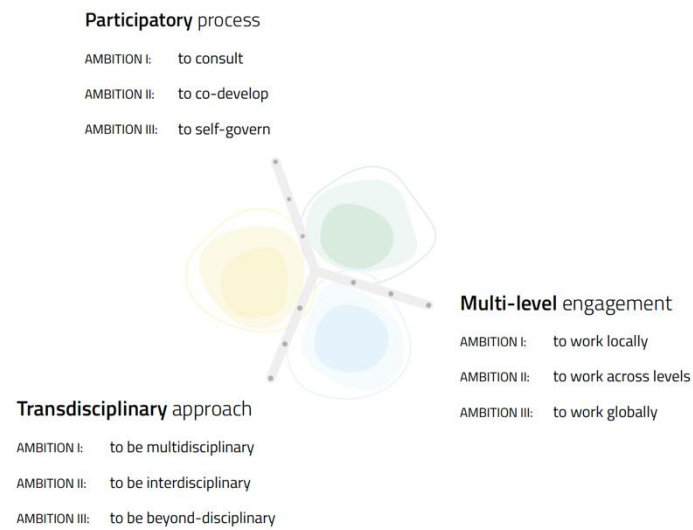 Participatory process
AMBITION I: to consult
AMBITION II: to co-develop
AMBITION III: to self-govern
Multi-level engagement
AMBITION I: to work locally
AMBITION II: to work across levels
AMBITION III: to work globally
Transdisciplinary approach
AMBITION I: to be multidisciplinary
AMBITION II: to be interdisciplinary
AMBITION III: to be beyond-disciplinary